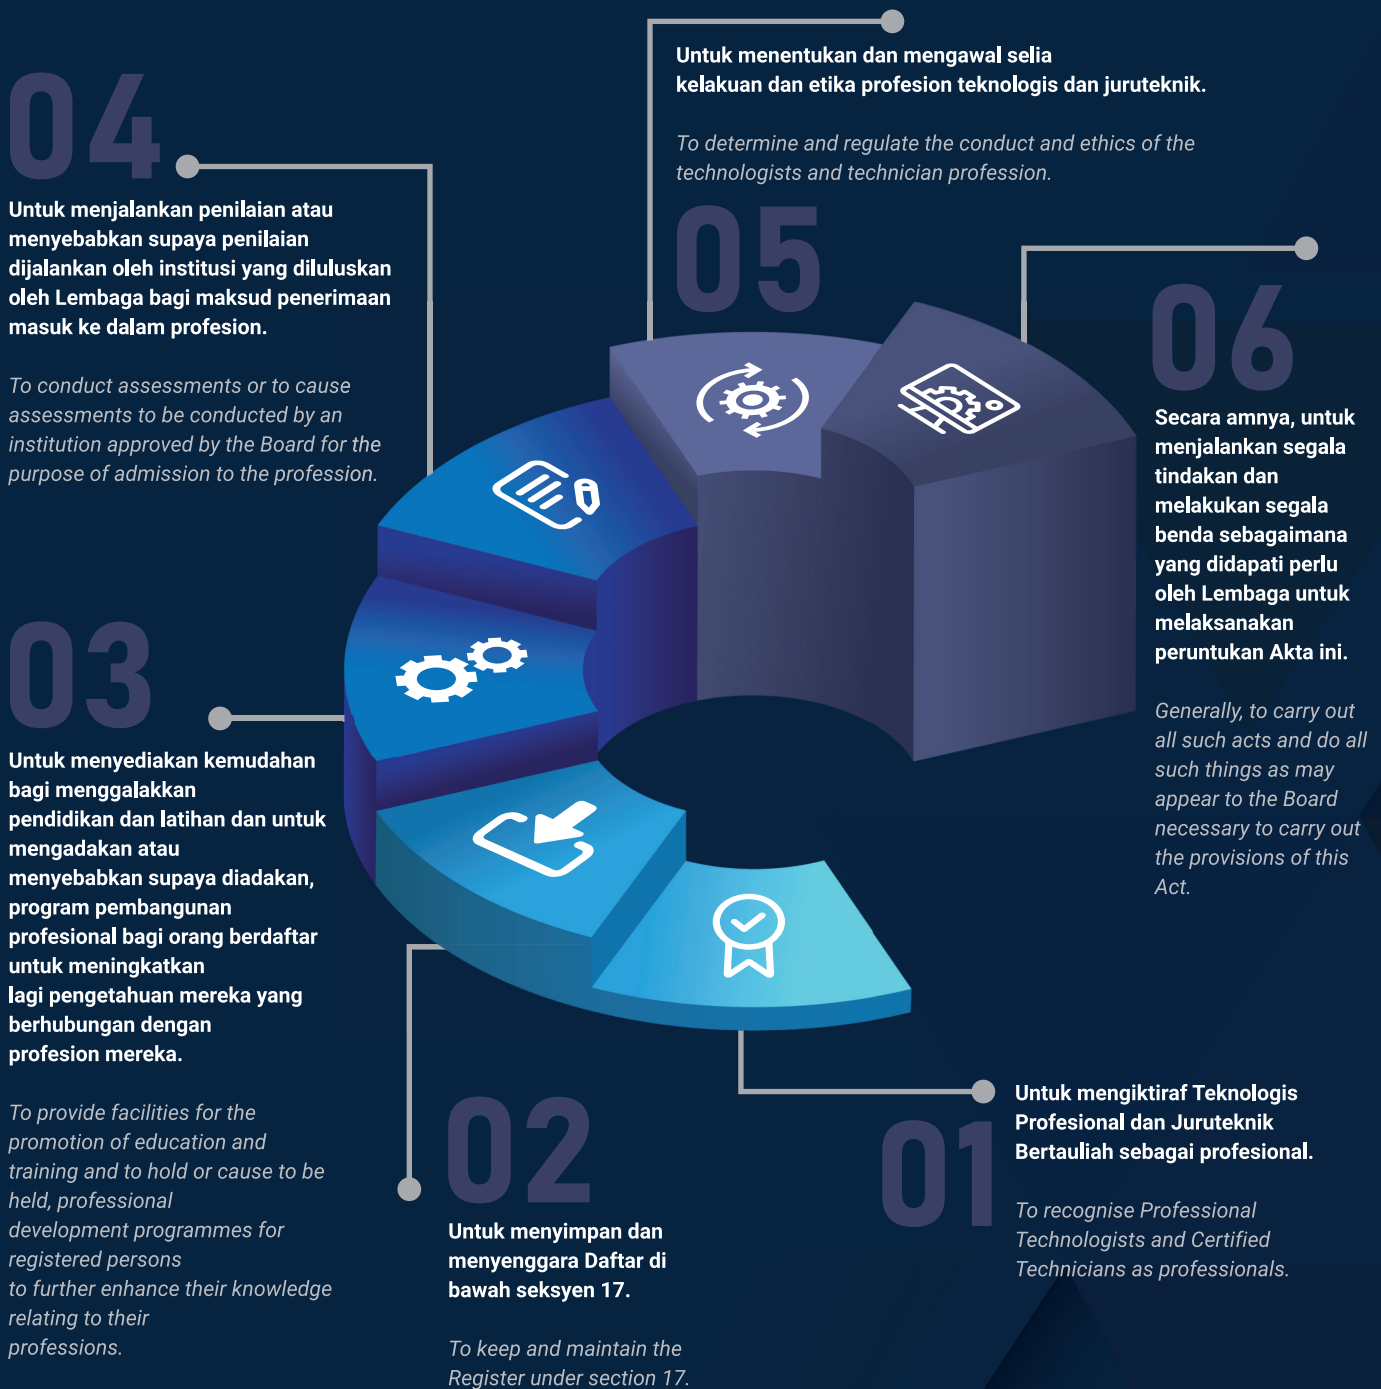 04
Untuk menjalankan penilaian atau
menyebabkan supaya penilaian
dijalankan oleh institusi yang diluluskan
oleh Lembaga bagi maksud penerimaan
masuk ke dalam profesion.
To conduct assessments or to cause
assessments to be conducted by an
institution approved by the Board for the
purpose of admission to the profession.
Untuk menentukan dan mengawal selia
kelakuan dan etika profesion teknologis dan juruteknik.
To determine and regulate the conduct and ethics of the
technologists and technician profession.
05
06
Secara amnya, untuk
menjalankan segala
tindakan dan
melakukan segala
benda sebagaimana
yang didapati perlu
oleh Lembaga untuk
melaksanakan
peruntukan Akta ini.
Generally, to carry out
all such acts and do all
such things as may
appear to the Board
necessary to carry out
the provisions of this
Act.
03
Untuk menyediakan kemudahan
bagi menggalakkan
pendidikan dan latihan dan untuk
mengadakan atau
menyebabkan supaya diadakan,
program pembangunan
profesional bagi orang berdaftar
untuk meningkatkan
lagi pengetahuan mereka yang
berhubungan dengan
profesion mereka.
To provide facilities for the
promotion of education and
training and to hold or cause to be
held, professional
development programmes for
registered persons
to further enhance their knowledge
relating to their
professions.
02
Untuk menyimpan dan
menyenggara Daftar di
bawah seksyen 17.
To keep and maintain the
Register under section 17.
01
Untuk mengiktiraf Teknologis
Profesional dan Juruteknik
Bertauliah sebagai profesional.
To recognise Professional
Technologists and Certified
Technicians as professionals.